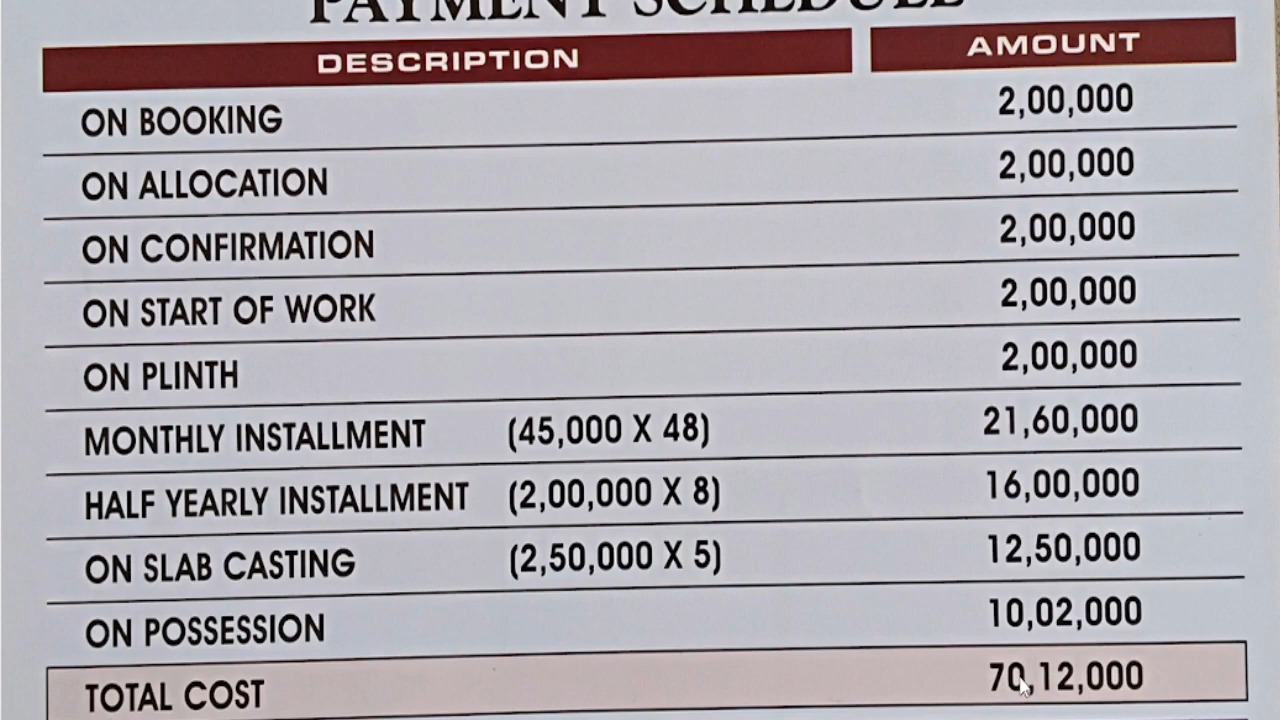 PAYMENT SCHEDULE
DESCRIPTION AMOUNT
ON BOOKING 2,00,000
ON ALLOCATION 2,00,000
ON CONFIRMATION 2,00,000
ON START OF WORK 2,00,000
ON PLINTH 2,00,000
MONTHLY INSTALLMENT (45,000 X 48) 21,60,000
HALF YEARLY INSTALLMENT (2,00,000 X 8) 16,00,000
ON SLAB CASTING (2,50,000 X 5) 12,50,000
ON POSSESSION 10,02,000
TOTAL COST 70,12,000